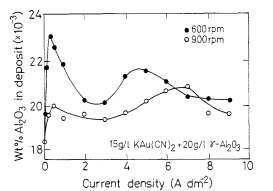 Wt% Al₂O₃ in deposit (×10⁻³)
24
22
20
18
● 600 rpm
○ 900 rpm
15g/l KAu(CN)₂ + 20g/l γ-Al₂O₃
0 2 4 6 8 10
Current density (A dm⁻²)